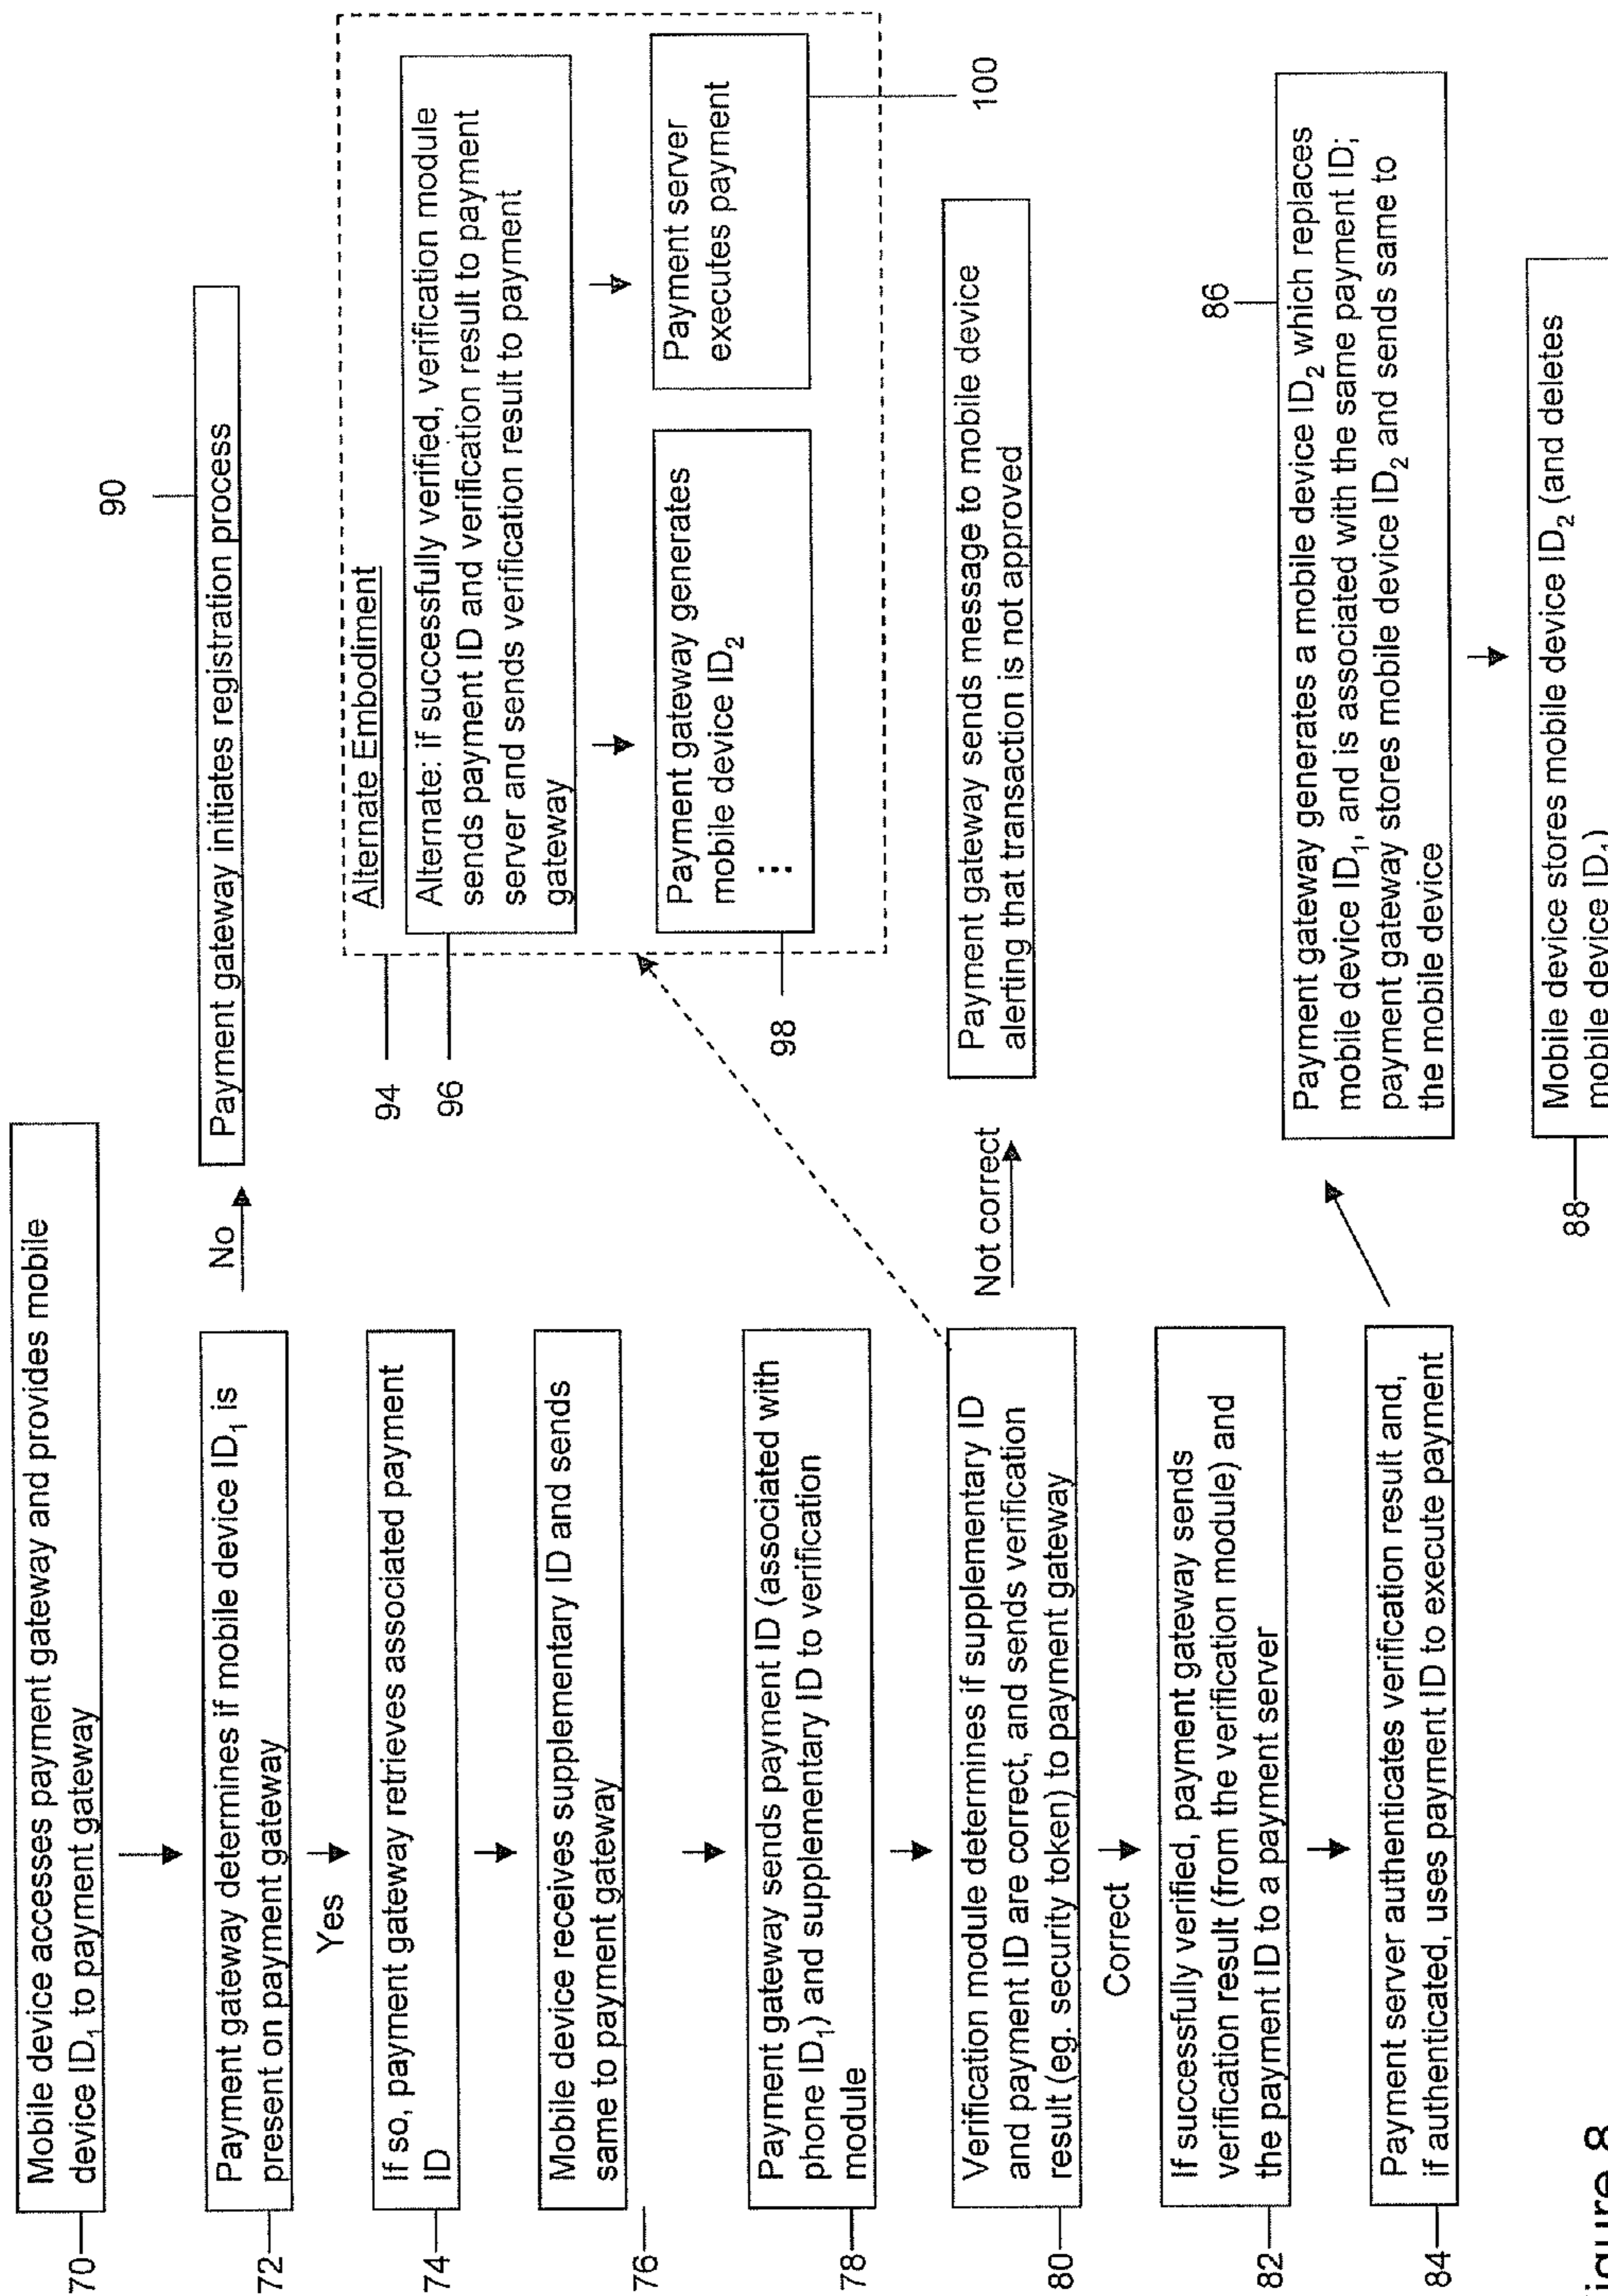 70
Mobile device accesses payment gateway and provides mobile
device ID₁ to payment gateway
72
Payment gateway determines if mobile device ID₁ is
present on payment gateway
No
Payment gateway initiates registration process
90
Yes
74
If so, payment gateway retrieves associated payment
ID
76
Mobile device receives supplementary ID and sends
same to payment gateway
78
Payment gateway sends payment ID (associated with
phone ID₁) and supplementary ID to verification
module
80
Verification module determines if supplementary ID
and payment ID are correct, and sends verification
result (eg. security token) to payment gateway
Correct
82
If successfully verified, payment gateway sends
verification result (from the verification module) and
the payment ID to a payment server
84
Payment server authenticates verification result and,
if authenticated, uses payment ID to execute payment
94
Alternate Embodiment
96
Alternate: if successfully verified, verification module
sends payment ID and verification result to payment
server and sends verification result to payment
gateway
98
Payment gateway generates
mobile device ID₂
⋮
Payment server
executes payment
100
Not correct
Payment gateway sends message to mobile device
alerting that transaction is not approved
86
Payment gateway generates a mobile device ID₂ which replaces
mobile device ID₁, and is associated with the same payment ID;
payment gateway stores mobile device ID₂ and sends same to
the mobile device
88
Mobile device stores mobile device ID₂ (and deletes
mobile device ID₁)
Figure 8